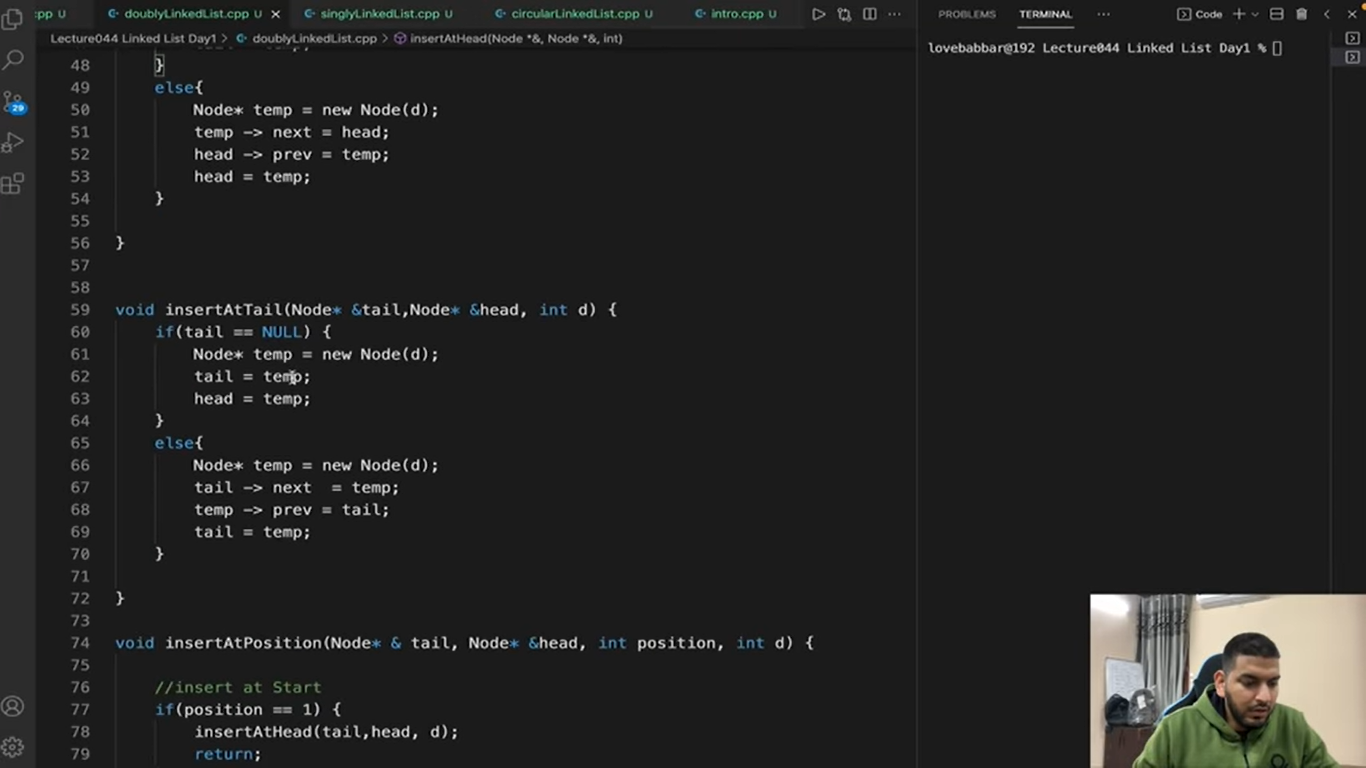 cpp U doublyLinkedList.cpp U × singlyLinkedList.cpp U circularLinkedList.cpp U intro.cpp U ··· PROBLEMS TERMINAL ··· Code
Lecture044 Linked List Day1 > doublyLinkedList.cpp > insertAtHead(Node *&, Node *&, int)
lovebabbar@192 Lecture044 Linked List Day1 %
48 }
49 else{
50 Node* temp = new Node(d);
51 temp -> next = head;
52 head -> prev = temp;
53 head = temp;
54 }
55
56 }
57
58
59 void insertAtTail(Node* &tail,Node* &head, int d) {
60 if(tail == NULL) {
61 Node* temp = new Node(d);
62 tail = temp;
63 head = temp;
64 }
65 else{
66 Node* temp = new Node(d);
67 tail -> next  = temp;
68 temp -> prev = tail;
69 tail = temp;
70 }
71
72 }
73
74 void insertAtPosition(Node* & tail, Node* &head, int position, int d) {
75
76 //insert at Start
77 if(position == 1) {
78 insertAtHead(tail,head, d);
79 return;
29